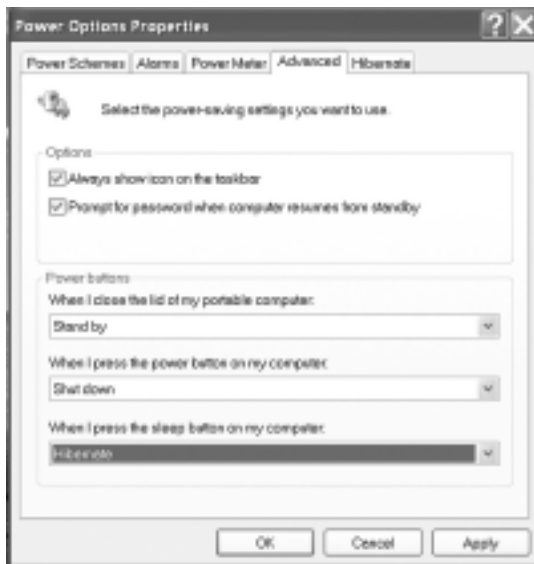 Power Options Properties
Power Schemes Alarms Power Meter Advanced Hibernate
Select the power-saving settings you want to use.
Options
Always show icon on the taskbar
Prompt for password when computer resumes from standby
Power buttons
When I close the lid of my portable computer:
Stand by
When I press the power button on my computer:
Shut down
When I press the sleep button on my computer:
Hibernate
OK Cancel Apply